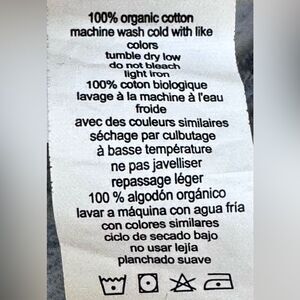 100% organic cotton
machine wash cold with like
colors
tumble dry low
do not bleach
light iron
100% coton biologique
lavage à la machine à l'eau
froide
avec des couleurs similaires
séchage par culbutage
à basse température
ne pas javelliser
repassage léger
100 % algodón orgánico
lavar a máquina con agua fría
con colores similares
ciclo de secado bajo
no usar lejía
planchado suave